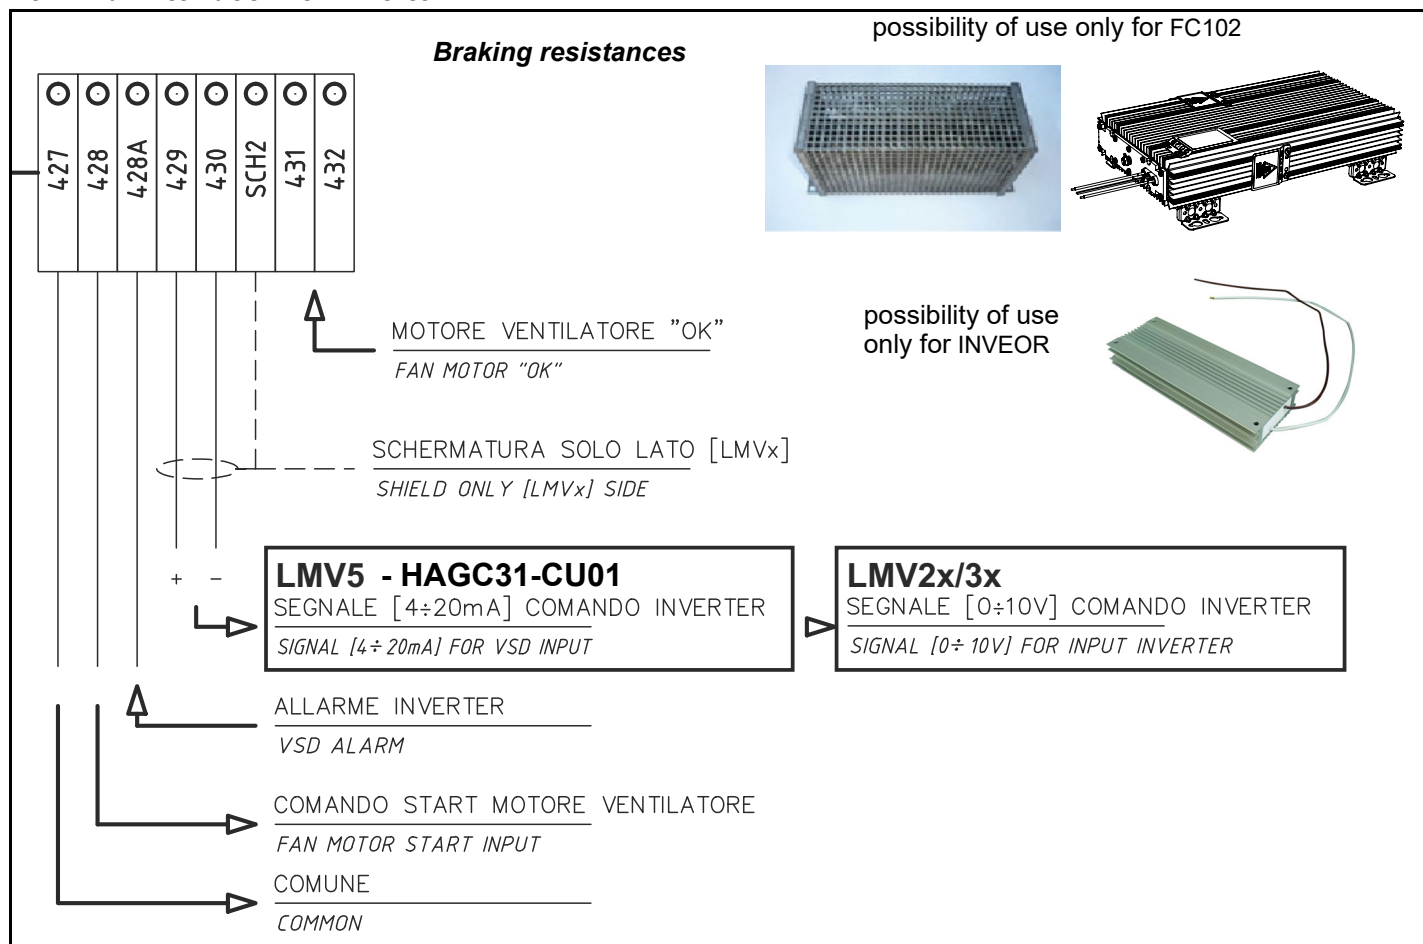 possibility of use only for FC102
Braking resistances
427
428
428A
429
430
SCH2
431
432
possibility of use
only for INVEOR
MOTORE VENTILATORE "OK"
FAN MOTOR "OK"
SCHERMATURA SOLO LATO [LMVx]
SHIELD ONLY [LMVx] SIDE
+ −
LMV5 - HAGC31-CU01
SEGNALE [4÷20mA] COMANDO INVERTER
SIGNAL [4÷20mA] FOR VSD INPUT
LMV2x/3x
SEGNALE [0÷10V] COMANDO INVERTER
SIGNAL [0÷10V] FOR INPUT INVERTER
ALLARME INVERTER
VSD ALARM
COMANDO START MOTORE VENTILATORE
FAN MOTOR START INPUT
COMUNE
COMMON